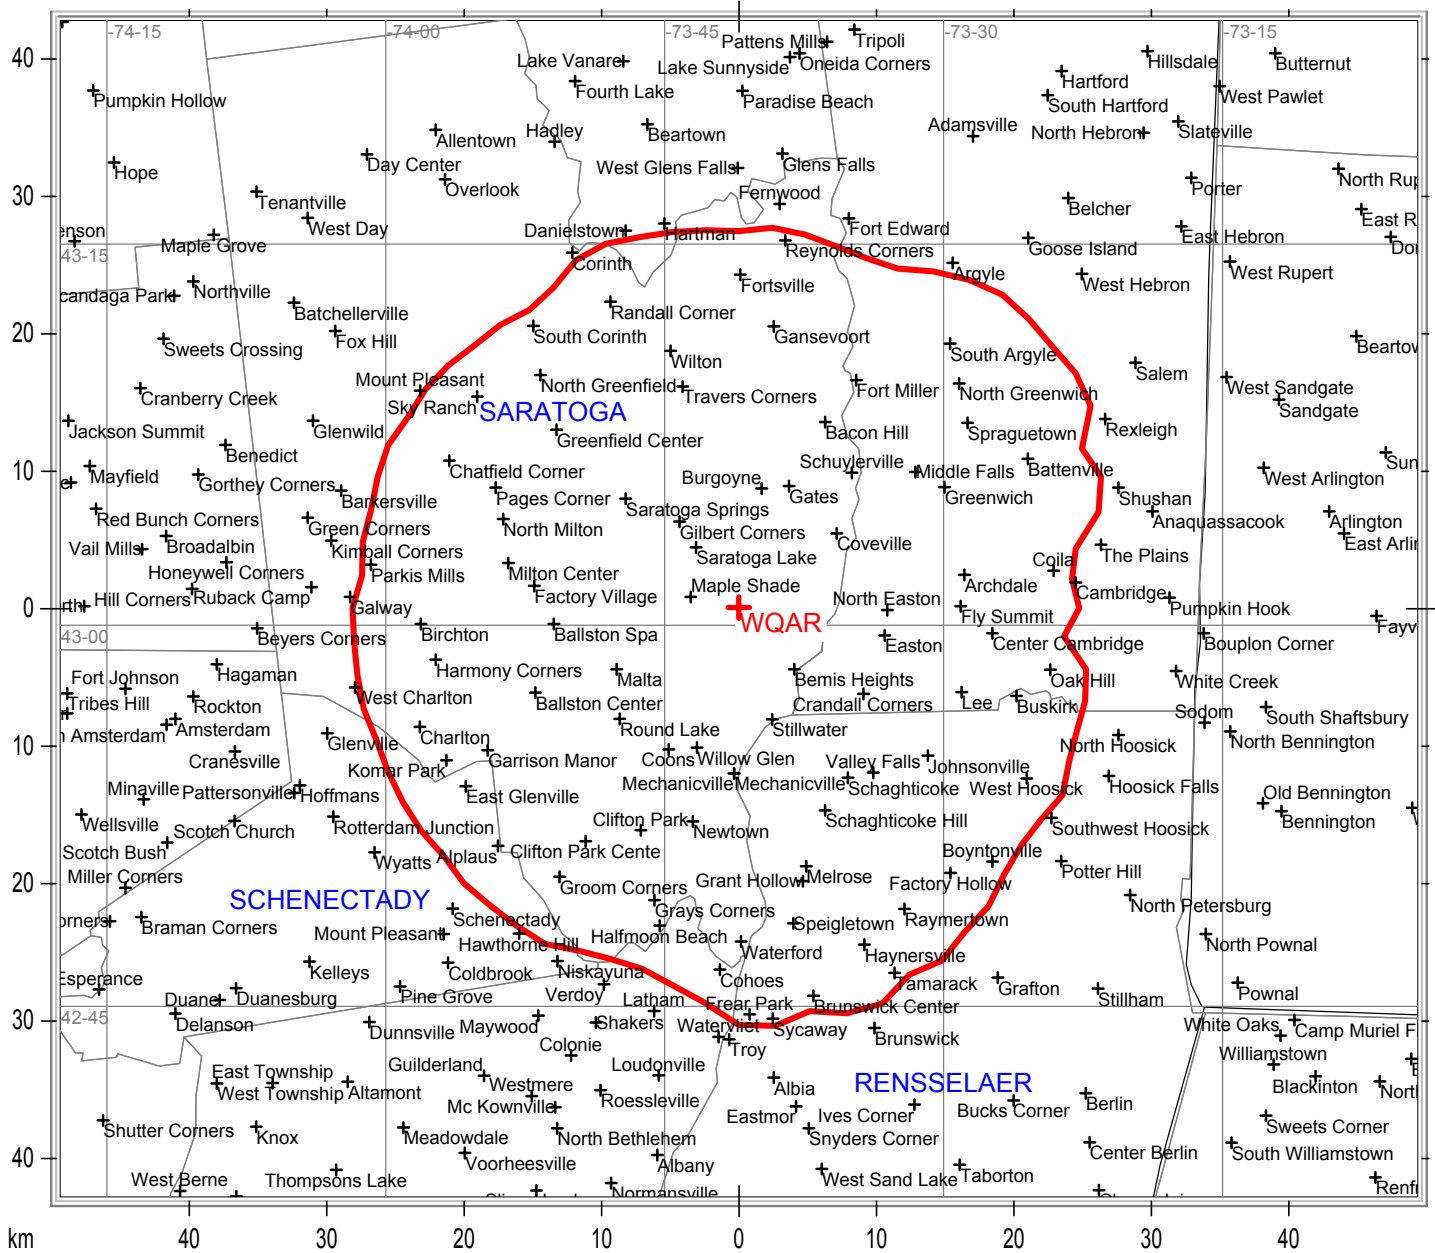 -74-15 -74-00 -73-45 -73-30 -73-15
Pattens Mills Tripoli
40 Lake Vanare Lake Sunnyside Oneida Corners Hillsdale Butternut
Fourth Lake Paradise Beach Hartford South Hartford West Pawlet
Pumpkin Hollow
Allentown Hadley Beartown Adamsville North Hebron Slateville
Day Center West Glens Falls Glens Falls
Hope Overlook Porter
30 Tenantville Fernwood Belcher
West Day Danielstown Hartman Fort Edward East Hebron East R
Maple Grove Reynolds Corners Goose Island
43-15 Corinth Argyle West Rupert
Northville Fortsville West Hebron
Batchellerville Randall Corner
20 Sweets Crossing Fox Hill South Corinth Gansevoort
Wilton South Argyle Salem
Mount Pleasant North Greenfield Fort Miller North Greenwich West Sandgate
Cranberry Creek Sky Ranch SARATOGA Travers Corners Sandgate
Jackson Summit Glenwild Greenfield Center Bacon Hill Spraguetown Rexleigh
Benedict
10 Mayfield Gorthey Corners Chatfield Corner Burgoyne Schuylerville Middle Falls Battenville West Arlington
Barkersville Pages Corner Saratoga Springs Gates Greenwich Shushan
Red Bunch Corners Green Corners North Milton Gilbert Corners Anaquassacook Arlington
Vail Mills Broadalbin Kimball Corners Saratoga Lake Coveville The Plains
Honeywell Corners Parkis Mills Milton Center Coila
Hill Corners Ruback Camp Factory Village Maple Shade Archdale Cambridge
0 Galway WQAR North Easton Fly Summit Pumpkin Hook
43-00 Beyers Corners Birchton Ballston Spa Easton Center Cambridge Bouplon Corner
Fort Johnson Hagaman Harmony Corners Malta Bemis Heights Oak Hill White Creek
Tribes Hill Rockton West Charlton Ballston Center Crandall Corners Lee Buskirk Sodom South Shaftsbury
Amsterdam Amsterdam Glenville Charlton Round Lake Stillwater North Hoosick North Bennington
10 Cranesville Komar Park Garrison Manor Coons Willow Glen Valley Falls Johnsonville
Minaville Pattersonville Hoffmans East Glenville Mechanicville Mechanicville Schaghticoke West Hoosick Hoosick Falls Old Bennington
Wellsville Scotch Church Rotterdam Junction Clifton Park Newtown Schaghticoke Hill Southwest Hoosick Bennington
Scotch Bush Wyatts Alplaus Clifton Park Cente Boyntonville
Miller Corners Potter Hill
20 SCHENECTADY Groom Corners Grant Hollow Melrose Factory Hollow
Braman Corners Schenectady Grays Corners Speigletown Raymertown North Petersburg
Mount Pleasant Hawthorne Hill Halfmoon Beach Waterford Haynersville North Pownal
Esperance Kelleys Coldbrook Niskayuna Cohoes Tamarack
Duane Duanesburg Pine Grove Verdoy Latham Frear Park Brunswick Center Grafton Stillham Pownal
30 42-45 Delanson Dunnsville Maywood Shakers Watervliet Sycaway Brunswick White Oaks Camp Muriel F
Colonie Troy Williamstown
East Township Guilderland Loudonville
West Township Altamont Westmere Roessleville Albia RENSSELAER Blackinton North
Mc Kownville Eastmor Ives Corner Bucks Corner Berlin
Shutter Corners Knox Meadowdale North Bethlehem Snyders Corner Sweets Corner
40 Voorheesville Albany Center Berlin South Williamstown
West Berne Thompsons Lake Normansville West Sand Lake Taborton
km 40 30 20 10 0 10 20 30 40